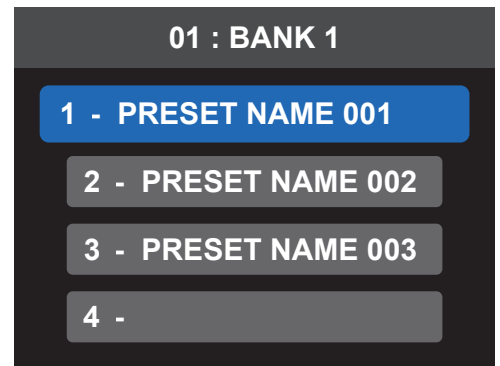 01 : BANK 1
1 - PRESET NAME 001
2 - PRESET NAME 002
3 - PRESET NAME 003
4 -